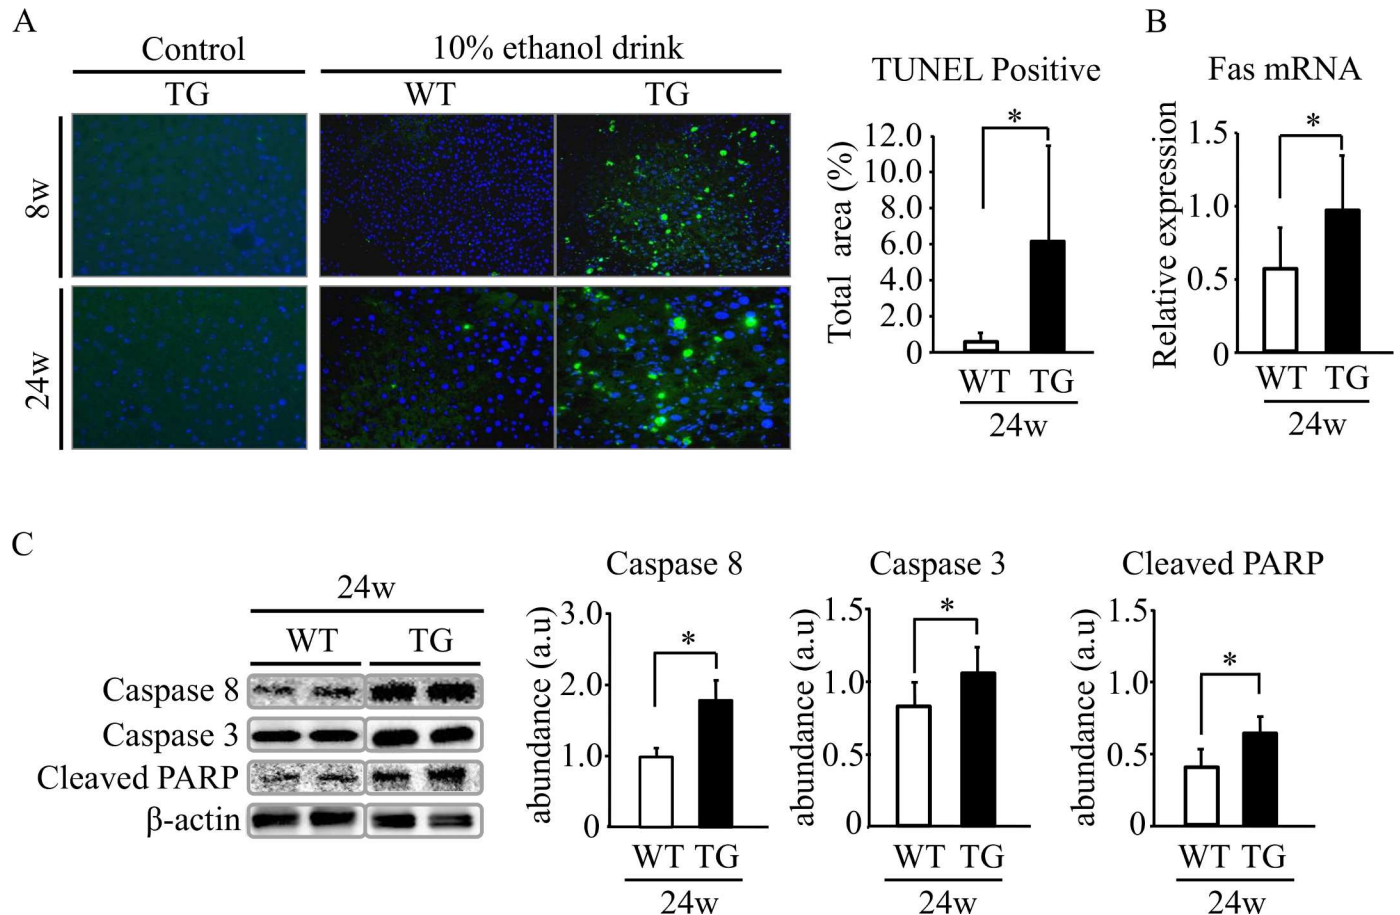 A
Control
10% ethanol drink
TG
WT
TG
8w
24w
TUNEL Positive
*
Total area (%)
12.0
10.0
8.0
6.0
4.0
2.0
0
WT TG
24w
B
Fas mRNA
*
Relative expression
1.5
1.0
0.5
0
WT TG
24w
C
24w
WT
TG
Caspase 8
Caspase 3
Cleaved PARP
β-actin
Caspase 8
*
abundance (a.u)
3.0
2.0
1.0
0
WT TG
24w
Caspase 3
*
abundance (a.u)
1.5
1.0
0.5
0
WT TG
24w
Cleaved PARP
*
abundance (a.u)
1.5
1.0
0.5
0
WT TG
24w